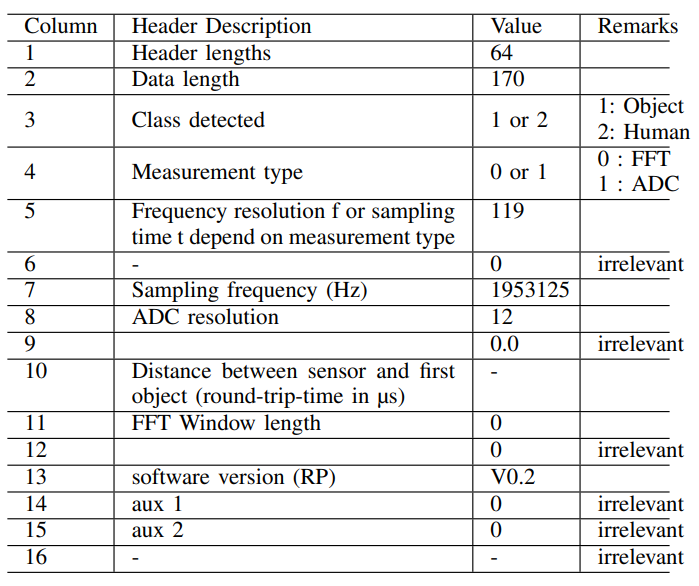 Column Header Description Value Remarks
1 Header lengths 64
2 Data length 170
3 Class detected 1 or 2 1: Object
2: Human
4 Measurement type 0 or 1 0 : FFT
1 : ADC
5 Frequency resolution f or sampling 119
time t depend on measurement type
6 - 0 irrelevant
7 Sampling frequency (Hz) 1953125
8 ADC resolution 12
9 0.0 irrelevant
10 Distance between sensor and first -
object (round-trip-time in µs)
11 FFT Window length 0
12 0 irrelevant
13 software version (RP) V0.2
14 aux 1 0 irrelevant
15 aux 2 0 irrelevant
16 - - irrelevant